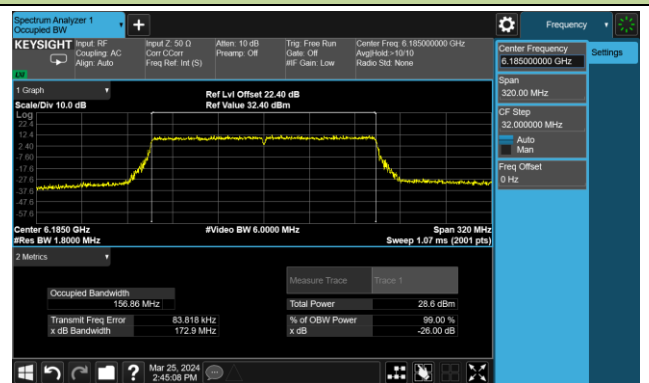 Spectrum Analyzer 1
Occupied BW
Frequency
KEYSIGHT
Input: RF
Coupling: AC
Align: Auto
Input Z: 50 Ω
Corr CCorr
Freq Ref: Int (S)
Atten: 10 dB
Preamp: Off
Trig: Free Run
Gate: Off
#IF Gain: Low
Center Freq: 6.185000000 GHz
Avg|Hold:>10/10
Radio Std: None
Center Frequency
6.185000000 GHz
Settings
Span
320.00 MHz
CF Step
32.000000 MHz
Auto
Man
Freq Offset
0 Hz
1 Graph
Scale/Div 10.0 dB
Ref Lvl Offset 22.40 dB
Ref Value 32.40 dBm
Log
22.4
12.4
2.40
-7.60
-17.6
-27.6
-37.6
-47.6
-57.6
Center 6.1850 GHz
#Video BW 6.0000 MHz
Span 320 MHz
#Res BW 1.8000 MHz
Sweep 1.07 ms (2001 pts)
2 Metrics
Measure Trace
Trace 1
Occupied Bandwidth
156.86 MHz
Total Power
28.6 dBm
Transmit Freq Error
83.818 kHz
% of OBW Power
99.00 %
x dB Bandwidth
172.9 MHz
x dB
-26.00 dB
Mar 25, 2024
2:45:08 PM